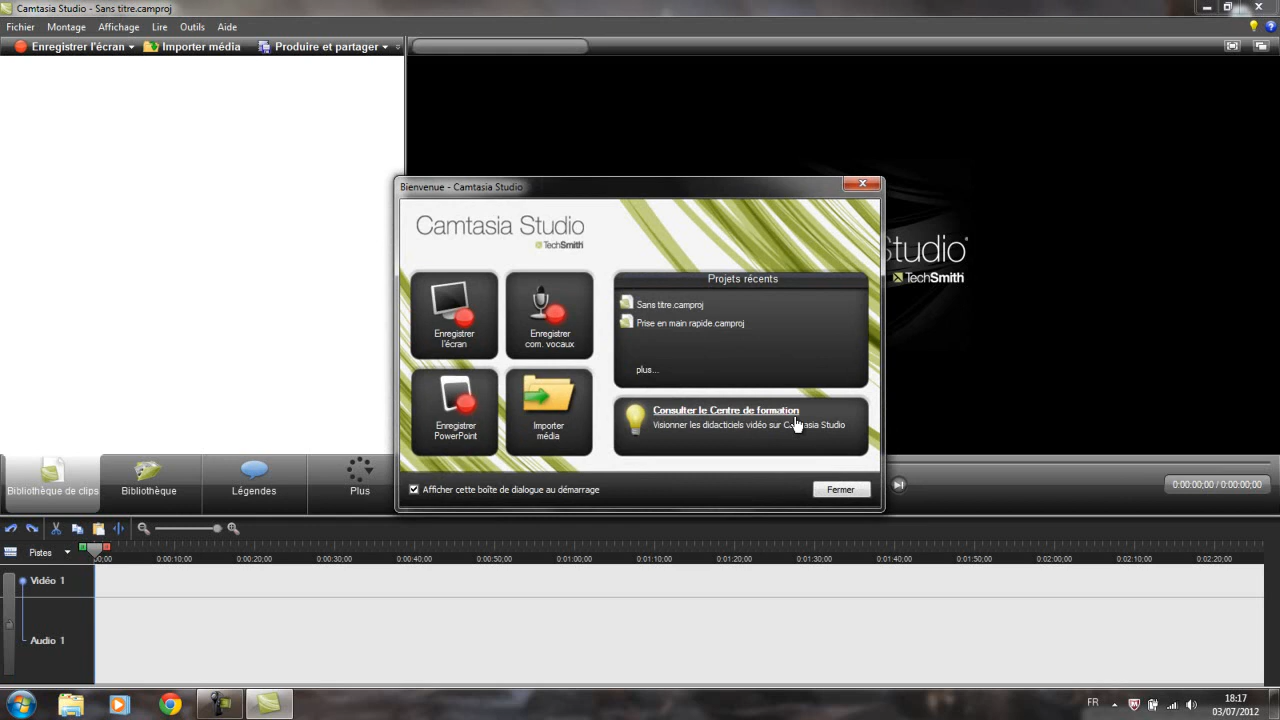 Camtasia Studio - Sans titre.camproj
Fichier Montage Affichage Lire Outils Aide
Enregistrer l'écran Importer média Produire et partager
Bienvenue - Camtasia Studio
Camtasia Studio
TechSmith
Projets récents
Sans titre.camproj
Prise en main rapide.camproj
plus...
Enregistrer
l'écran
Enregistrer
com. vocaux
Enregistrer
PowerPoint
Importer
média
Consulter le Centre de formation
Visionner les didacticiels vidéo sur Camtasia Studio
Afficher cette boîte de dialogue au démarrage
Fermer
tudio
TechSmith
Bibliothèque de clips Bibliothèque Légendes Plus
0:00:00;00 / 0:00:00;00
Pistes
0:00:10;00 0:00:20;00 0:00:30;00 0:00:40;00 0:00:50;00 0:01:00;00 0:01:10;00 0:01:20;00 0:01:30;00 0:01:40;00 0:01:50;00 0:02:00;00 0:02:10;00 0:02:20;00
Vidéo 1
Audio 1
FR
18:17
03/07/2012